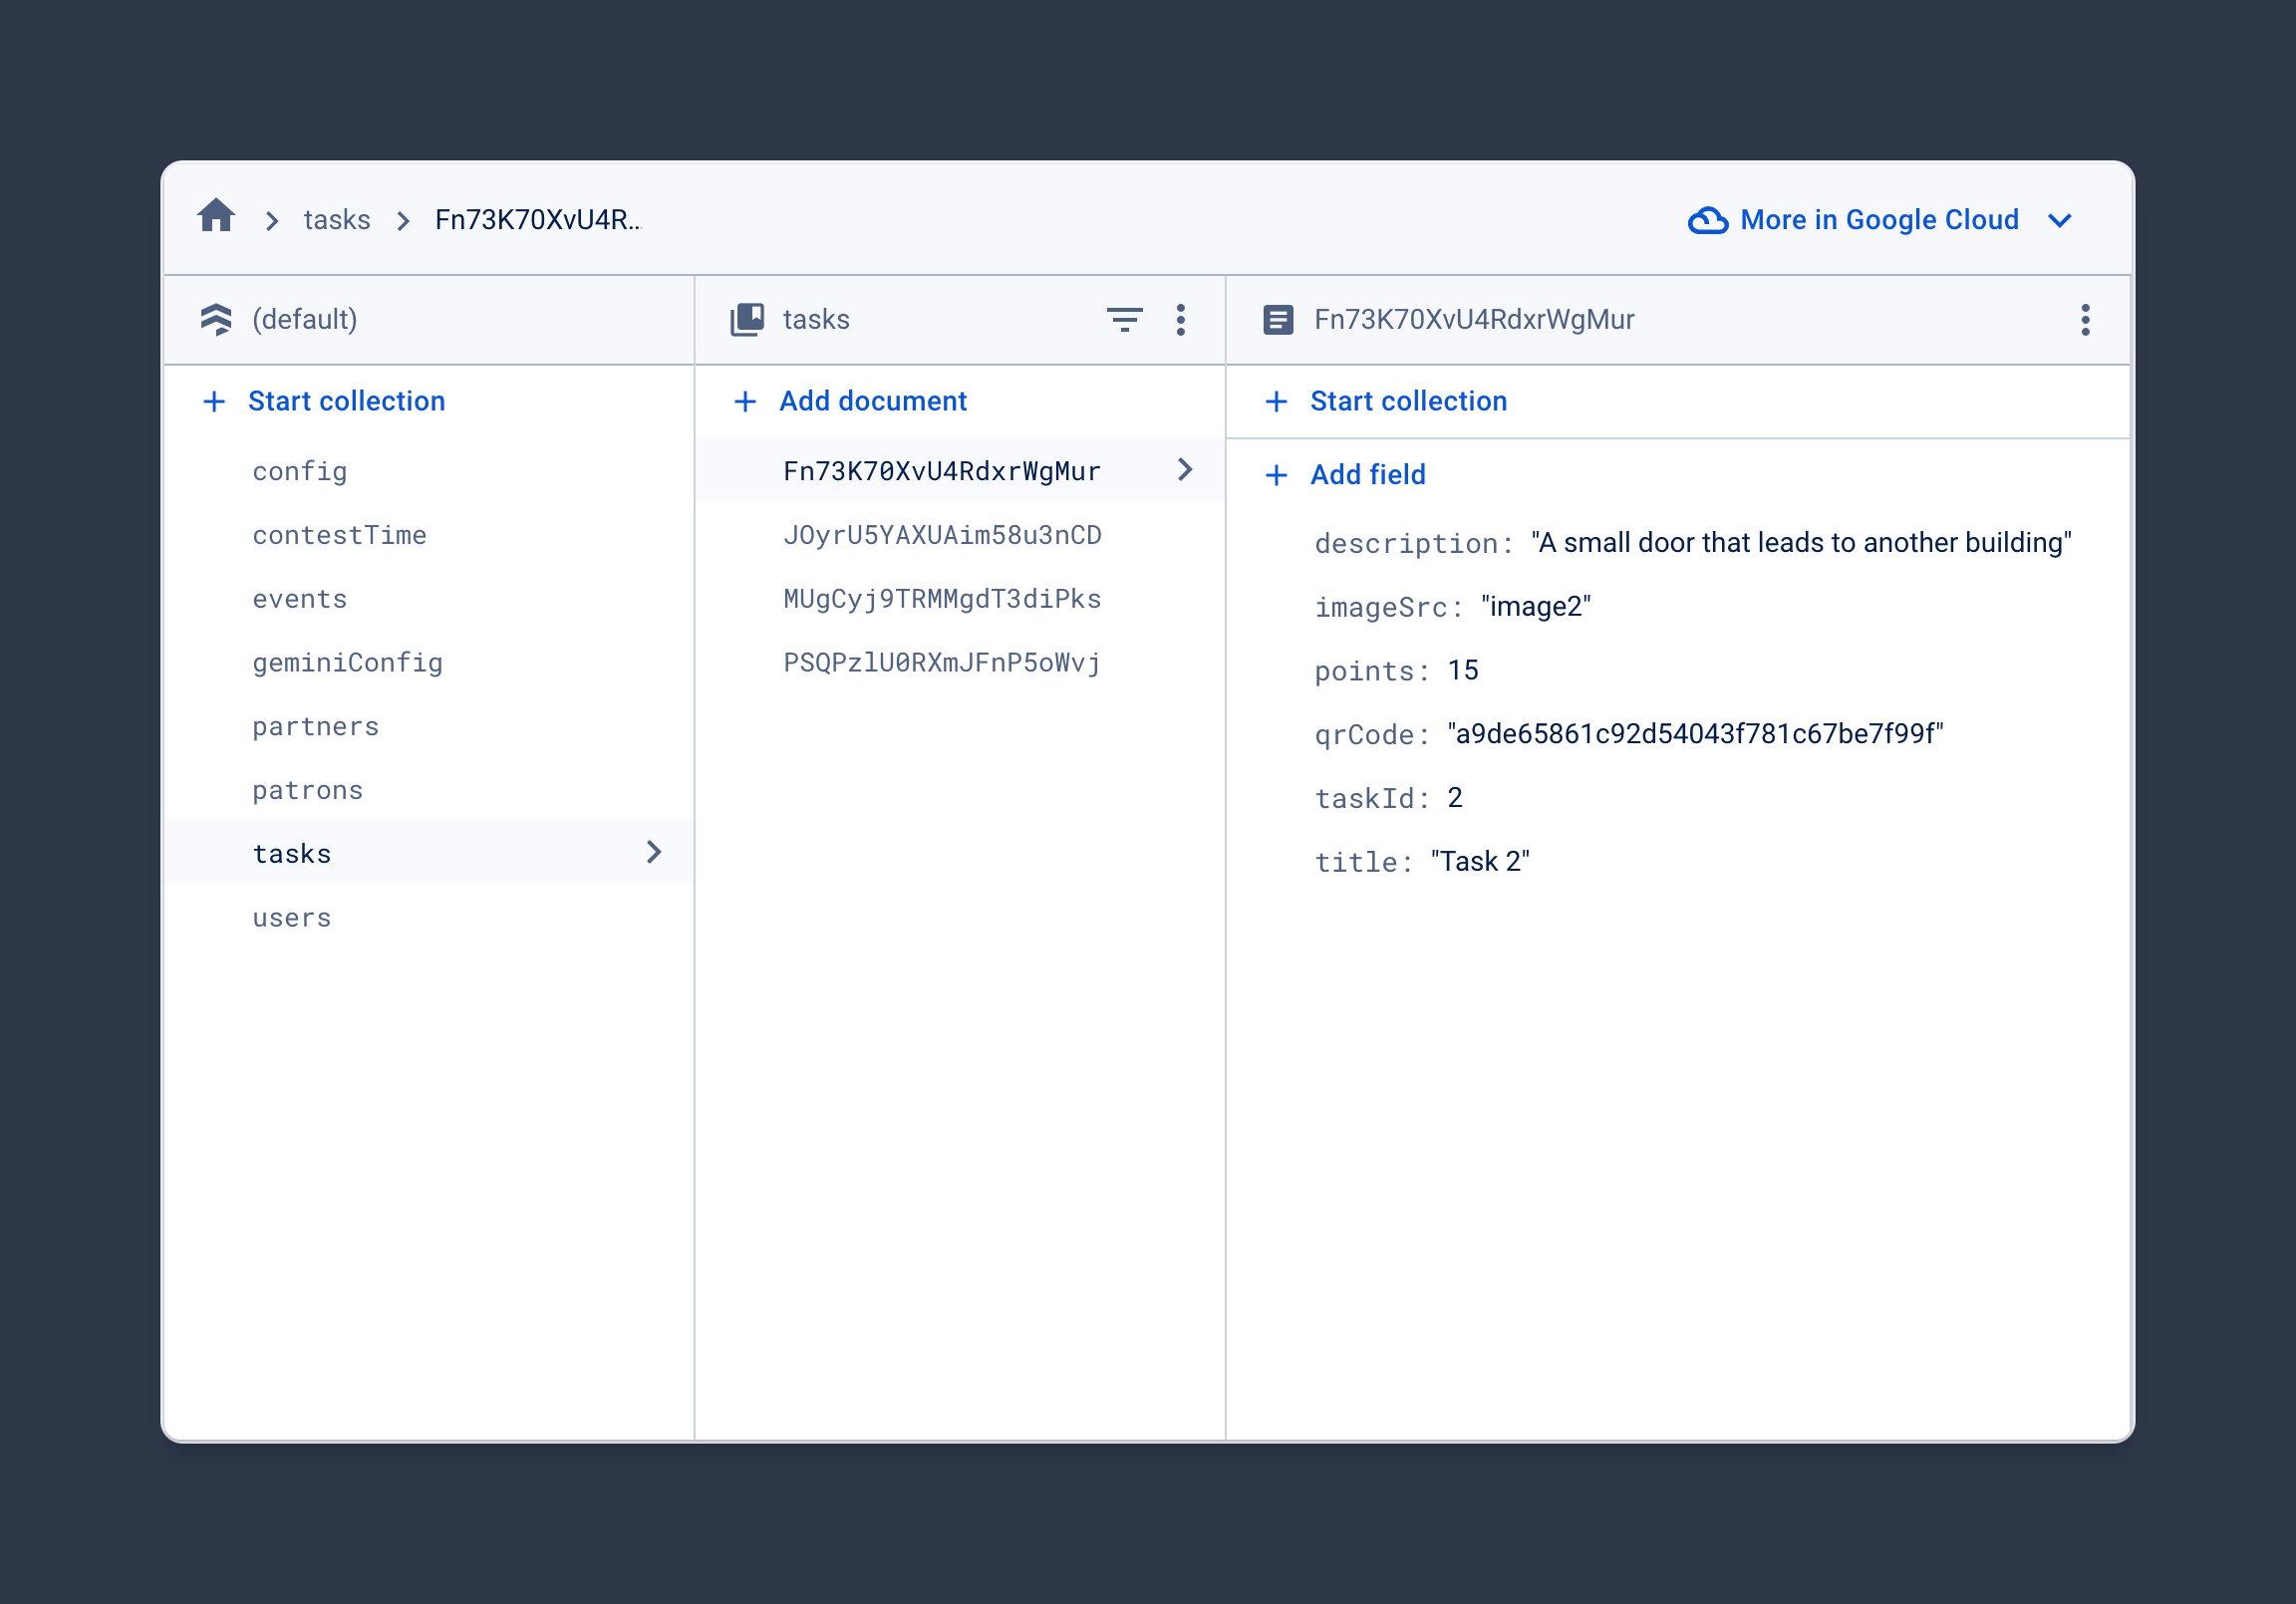 tasks
Fn73K70XvU4R...
More in Google Cloud
(default)
tasks
Fn73K70XvU4RdxrWgMur
Start collection
config
contestTime
events
geminiConfig
partners
patrons
tasks
users
Add document
Fn73K70XvU4RdxrWgMur
JOyrU5YAXUAim58u3nCD
MUgCyj9TRMMgdT3diPks
PSQPzlU0RXmJFnP5oWvj
Start collection
Add field
description: "A small door that leads to another building"
imageSrc: "image2"
points: 15
qrCode: "a9de65861c92d54043f781c67be7f99f"
taskId: 2
title: "Task 2"